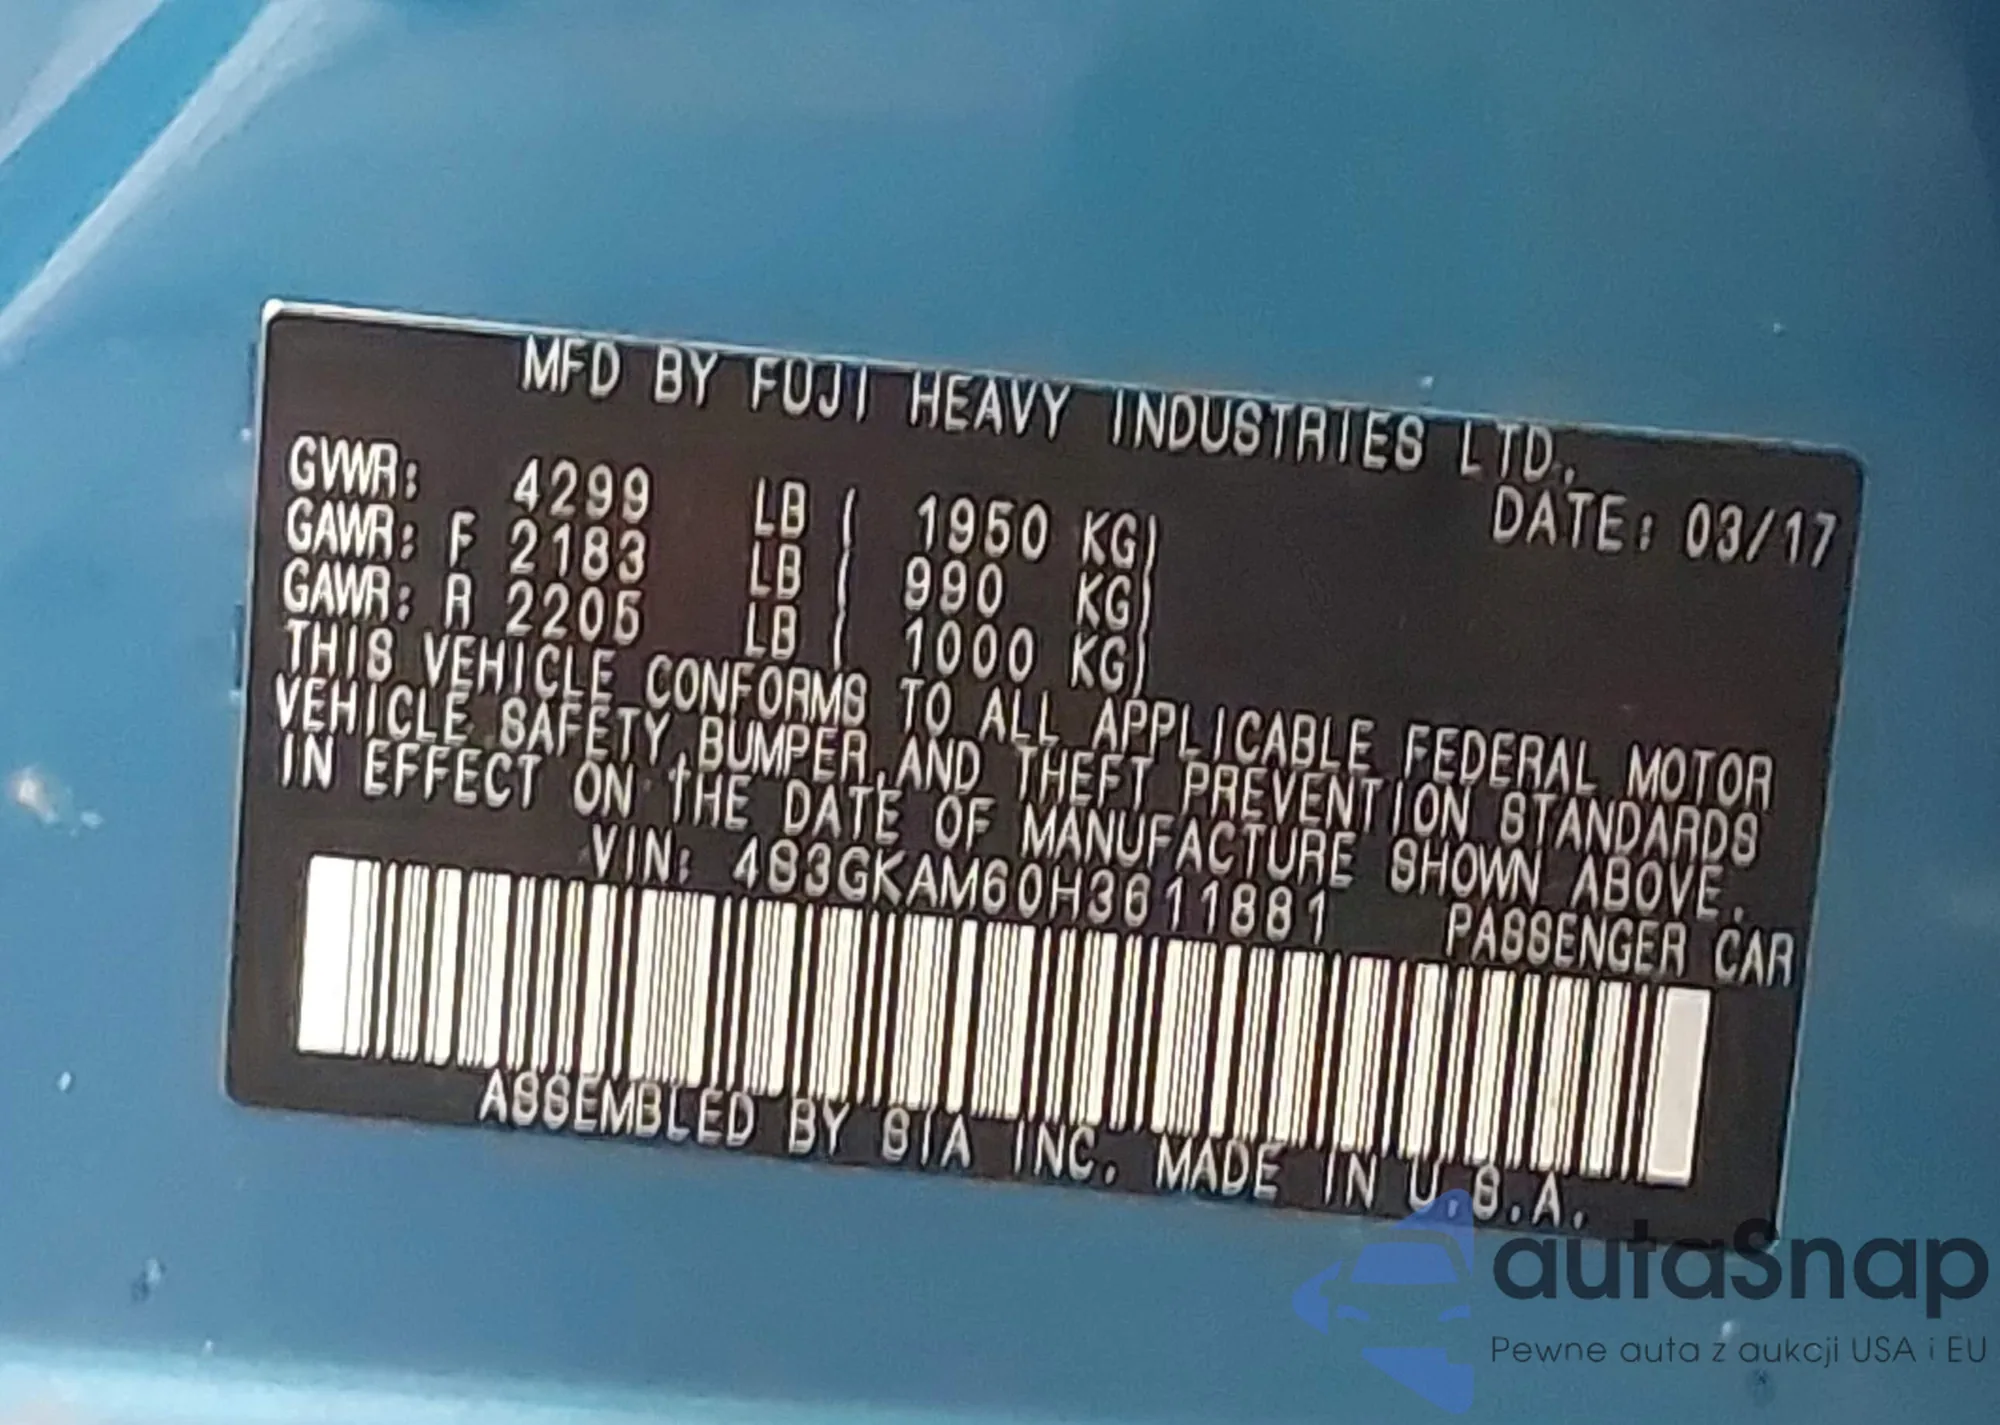 MFD BY FUJI HEAVY INDUSTRIES LTD.
DATE: 03/17
GVWR: 4299 LB ( 1950 KG)
GAWR: F 2183 LB ( 990 KG)
GAWR: R 2205 LB ( 1000 KG)
THIS VEHICLE CONFORMS TO ALL APPLICABLE FEDERAL MOTOR
VEHICLE SAFETY,BUMPER,AND THEFT PREVENTION STANDARDS
IN EFFECT ON THE DATE OF MANUFACTURE SHOWN ABOVE.
VIN: 4S3GKAM60H3611881 PASSENGER CAR
ASSEMBLED BY SIA INC. MADE IN U.S.A.
autaSnap
Pewne auta z aukcji USA i EU